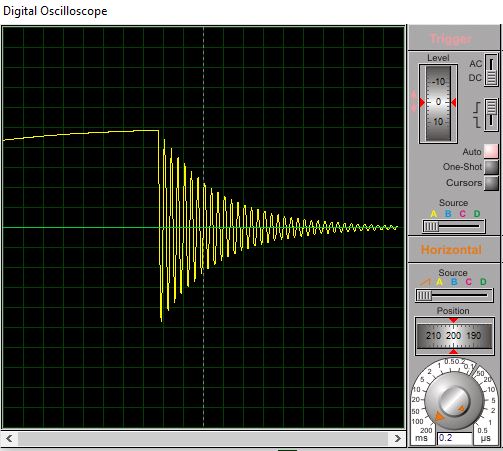 Digital Oscilloscope
Trigger
Level
AC
DC
-10
0
10
Auto
One-Shot
Cursors
Source
A B C D
Horizontal
Source
A B C D
Position
210 200 190
200
100
50
20
10
5
2
1
0.5
0.2
0.1
50
20
10
5
2
1
0.5
ms 0.2 µs